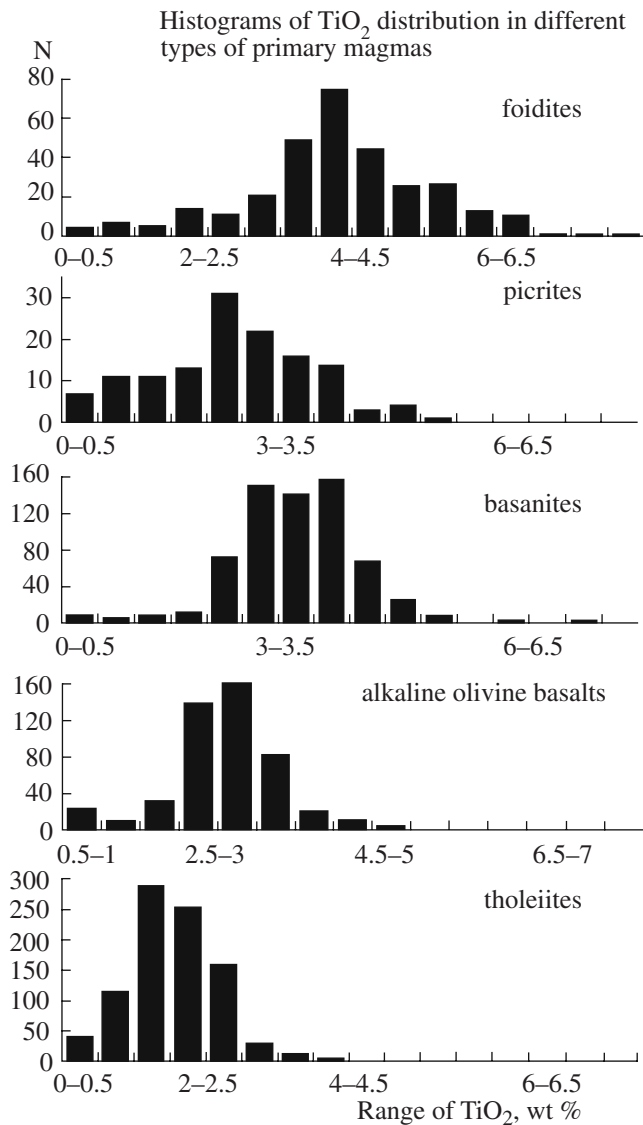 Histograms of TiO2 distribution in different
types of primary magmas
N
80
60
40
20
0
foidites
0–0.5 2–2.5 4–4.5 6–6.5
30
20
10
0
picrites
0–0.5 3–3.5 6–6.5
160
120
80
40
0
basanites
0–0.5 3–3.5 6–6.5
160
120
80
40
0
alkaline olivine basalts
0.5–1 2.5–3 4.5–5 6.5–7
300
250
200
150
100
50
0
tholeiites
0–0.5 2–2.5 4–4.5 6–6.5
Range of TiO2, wt %